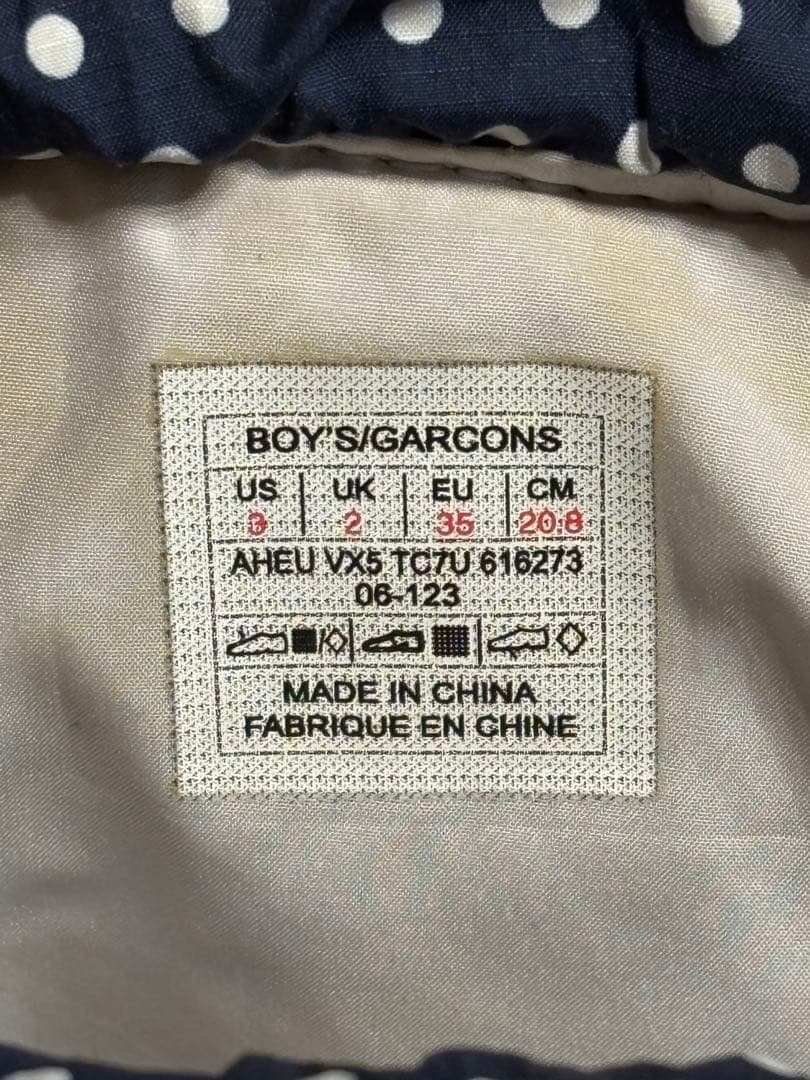 BOY'S/GARCONS
US UK EU CM
3 2 35 20.8
AHEU VX5 TC7U 616273
06-123
MADE IN CHINA
FABRIQUE EN CHINE